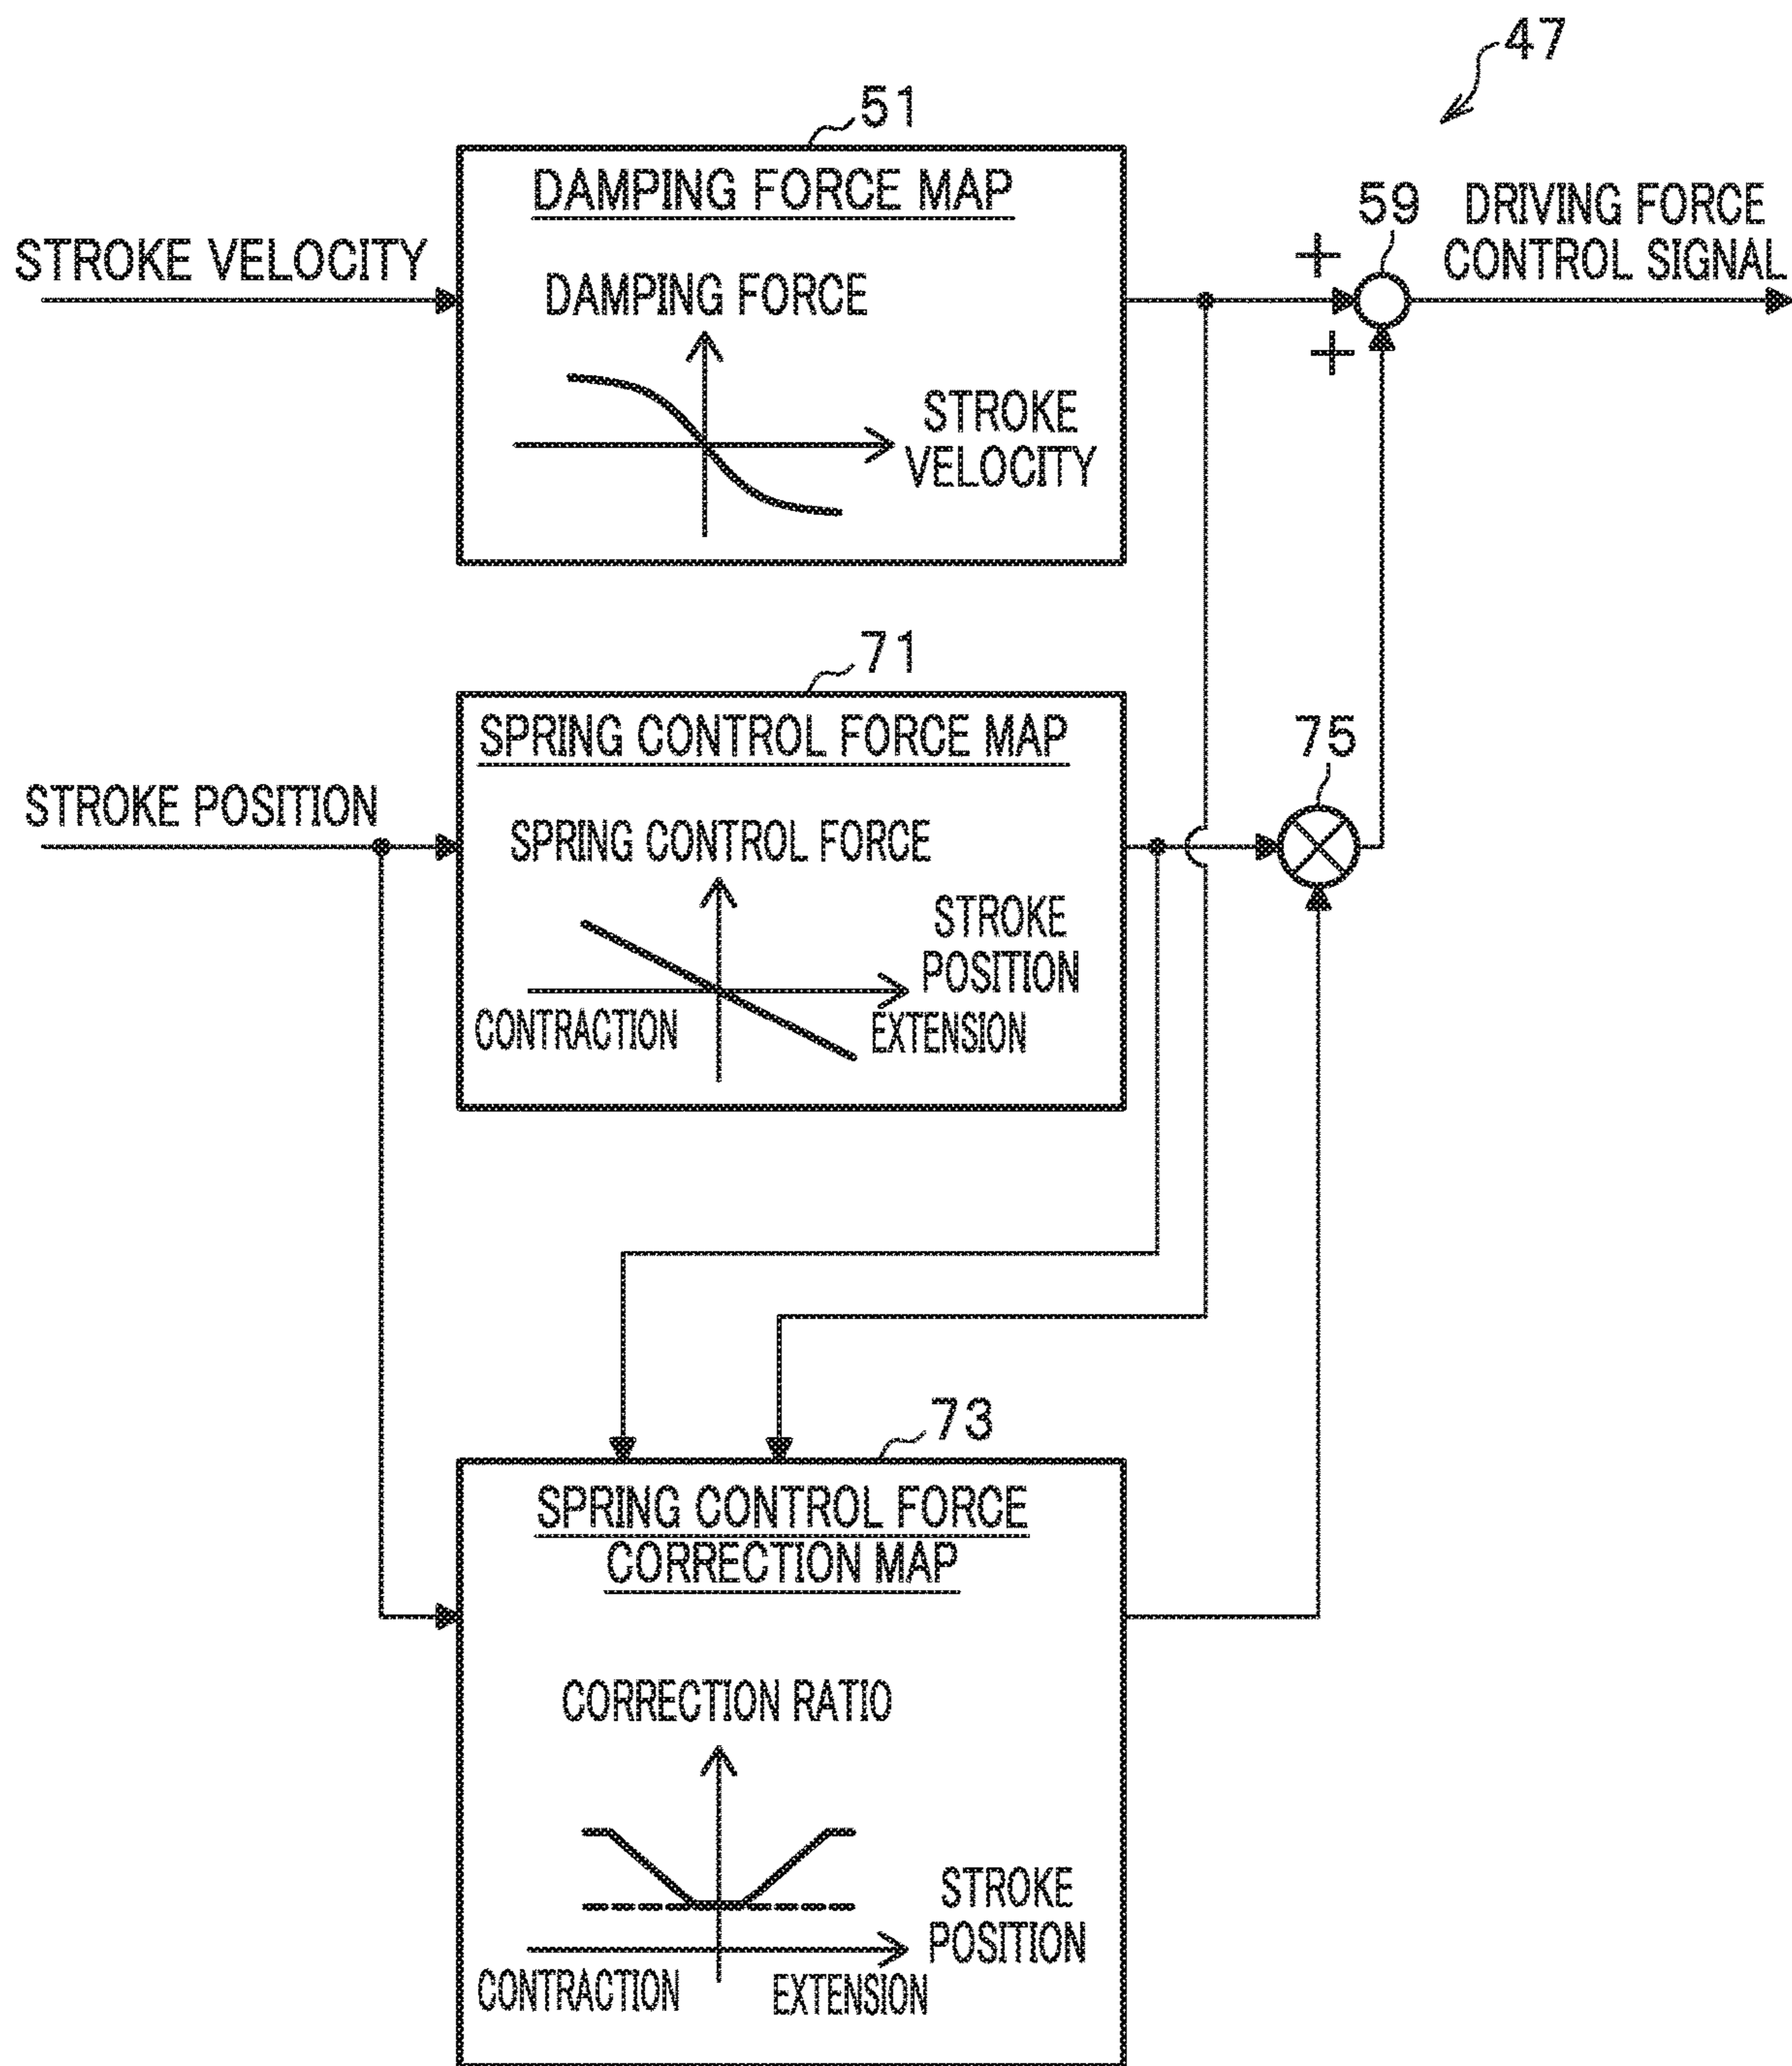 47
51
DAMPING FORCE MAP
STROKE VELOCITY
DAMPING FORCE
STROKE
VELOCITY
59
DRIVING FORCE
CONTROL SIGNAL
+
+
71
SPRING CONTROL FORCE MAP
STROKE POSITION
SPRING CONTROL FORCE
STROKE
POSITION
CONTRACTION
EXTENSION
75
73
SPRING CONTROL FORCE
CORRECTION MAP
CORRECTION RATIO
STROKE
POSITION
CONTRACTION
EXTENSION